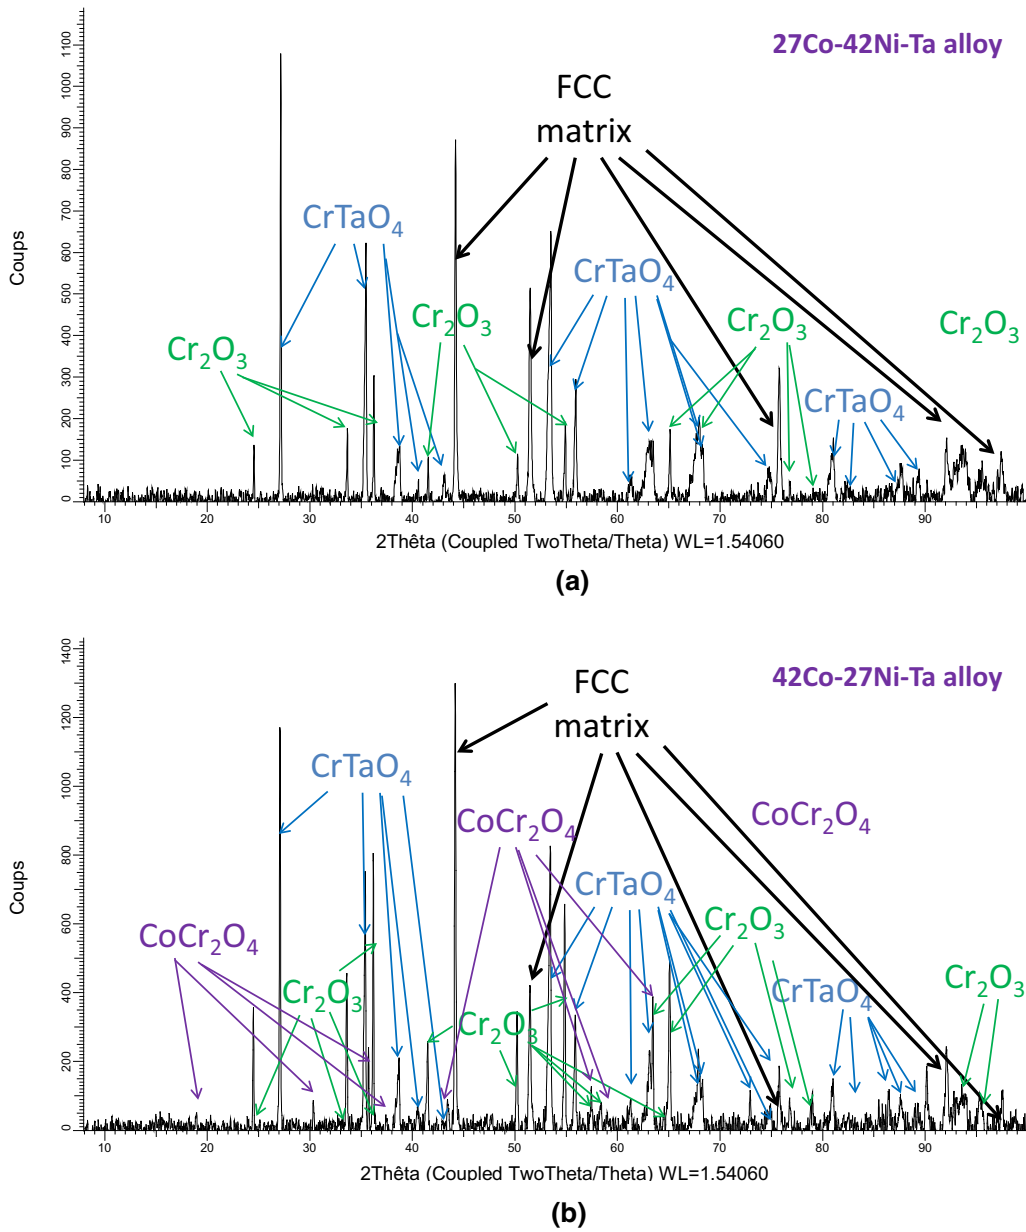 27Co-42Ni-Ta alloy
FCC
matrix
CrTaO₄
CrTaO₄
Cr₂O₃
Cr₂O₃
Cr₂O₃
Cr₂O₃
CrTaO₄
Coups
0
100
200
300
400
500
600
700
800
900
1000
1100
10
20
30
40
50
60
70
80
90
2Thêta (Coupled TwoTheta/Theta) WL=1.54060
(a)
42Co-27Ni-Ta alloy
FCC
matrix
CrTaO₄
CoCr₂O₄
CoCr₂O₄
CrTaO₄
Cr₂O₃
CoCr₂O₄
Cr₂O₃
Cr₂O₃
CrTaO₄
Cr₂O₃
Coups
0
200
400
600
800
1000
1200
1400
10
20
30
40
50
60
70
80
90
2Thêta (Coupled TwoTheta/Theta) WL=1.54060
(b)